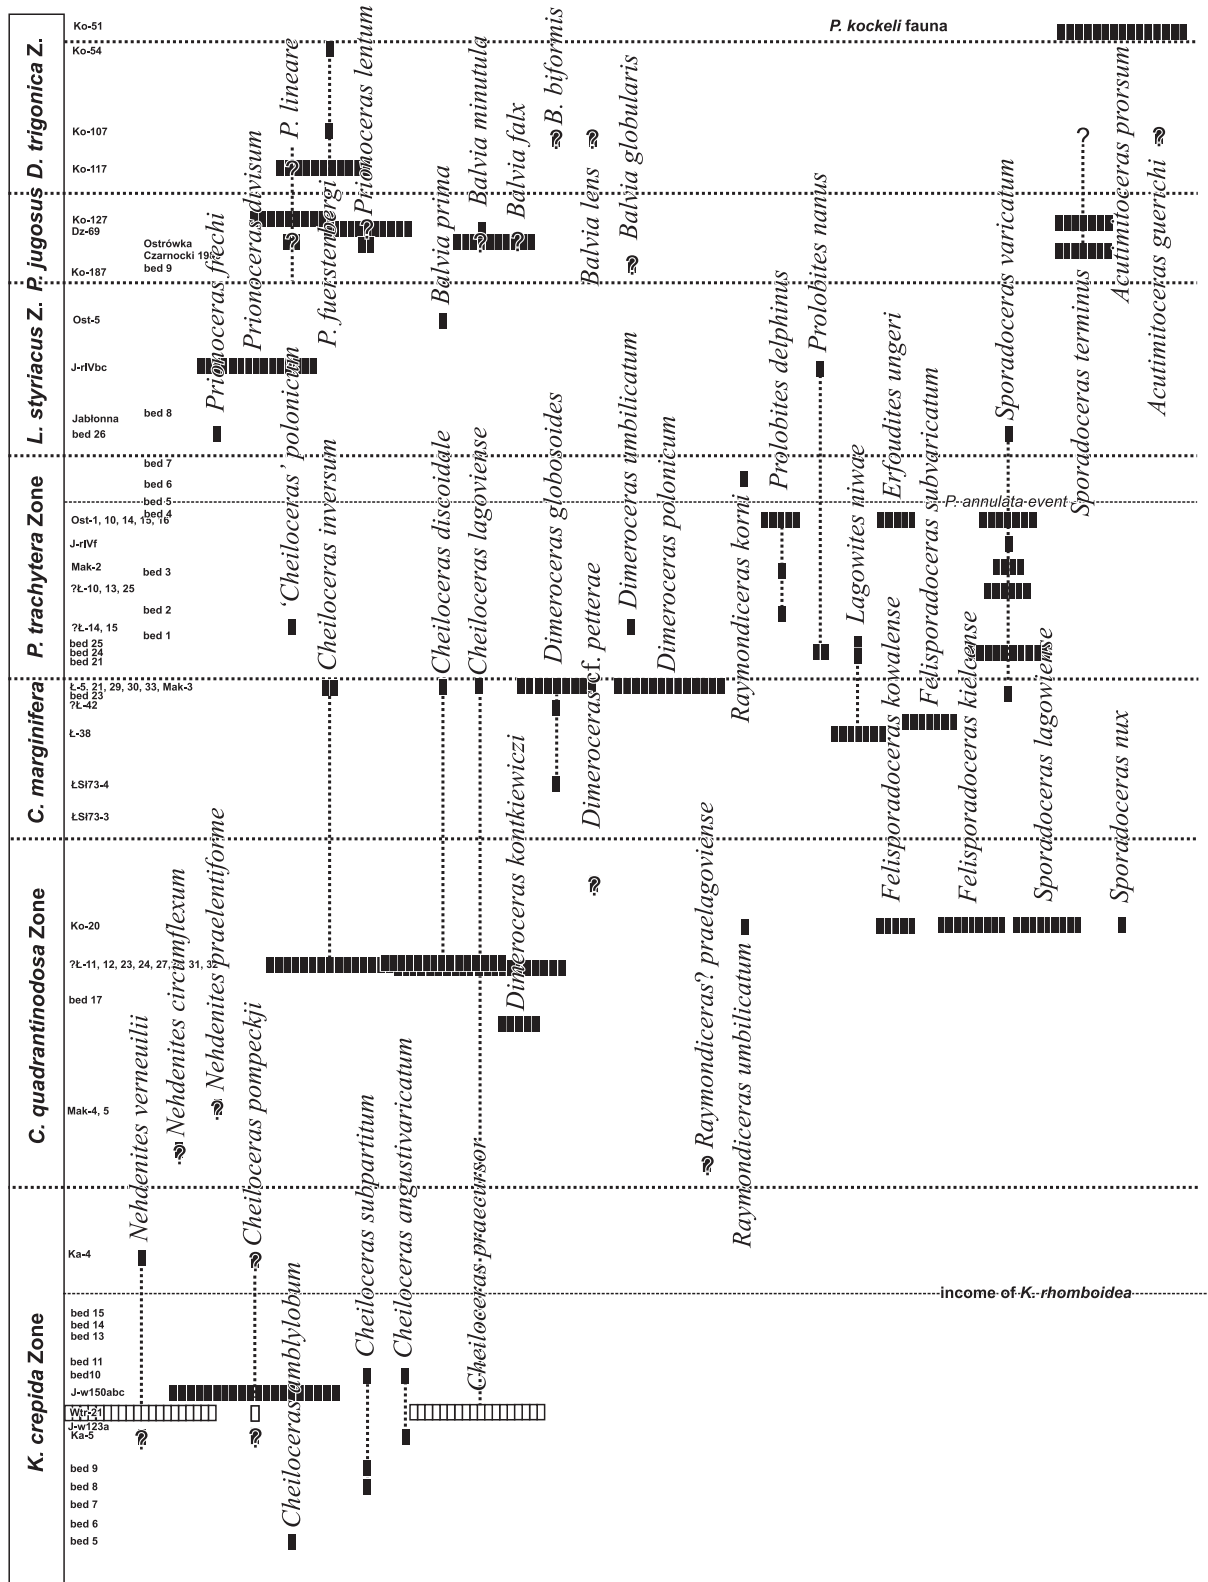 Ko-51
P. kockeli fauna
Ko-54
Ko-107
Ko-117
D. trigonica Z.
P. lineare
Prionoceras lentum
Balvia minutula
Balvia falx
B. biformis
?
Balvia lens ?
Balvia globularis
?
?
Acutimitoceras prorsum
Acutimitoceras guerichi ?
P. jugosus
Ko-127
Dz-69
Ostrówka
Czarnocki 19
bed 9
Ko-187
Prionoceras frechi
Prionoceras divisum
P. fuerstenbergi
Balvia prima
Prolobites nanus
Sporadoceras varicatum
Sporadoceras terminus
L. styriacus Z.
Ost-5
J-rIVbc
Jabłonna
bed 8
bed 26
'Cheiloceras' polonicum
Cheiloceras inversum
Cheiloceras discoidale
Cheiloceras lagoviense
Dimeroceras globosoides
Dimeroceras umbilicatum
Dimeroceras polonicum
Prolobites delphinus
Erfoudites ungeri
Felisporadoceras subvaricatum
P. trachytera Zone
bed 7
bed 6
bed 5
P. annulata event
bed 4
Ost-1, 10, 14, 15, 16
J-rIVf
Mak-2
bed 3
?Ł-10, 13, 25
bed 2
?Ł-14, 15
bed 1
bed 25
bed 24
bed 21
Dimeroceras cf. petterae
Raymondiceras korni
Lagowites niwae
Felisporadoceras kowalense
Felisporadoceras kielcense
Sporadoceras lagowiense
Sporadoceras nux
C. marginifera
Ł-5, 21, 29, 30, 33, Mak-3
bed 23
?Ł-42
Ł-38
ŁSl73-4
ŁSl73-3
C. quadrantinodosa Zone
Ko-20
?Ł-11, 12, 23, 24, 27, 31, 32
bed 17
Mak-4, 5
Nehdenites verneuilii
Nehdenites circumflexum
?
Nehdenites praelentiforme
?
Cheiloceras pompeckji
Dimeroceras kontkiewiczi
?
Raymondiceras? praelagoviense
?
Raymondiceras umbilicatum
K. crepida Zone
Ka-4
?
income of K. rhomboidea
bed 15
bed 14
bed 13
bed 11
bed10
J-w150abc
Wtr-21
J-w123a
Ka-5
?
?
bed 9
bed 8
bed 7
bed 6
bed 5
Cheiloceras amblylobum
Cheiloceras subpartitum
Cheiloceras angustivaricatum
Cheiloceras praecursor